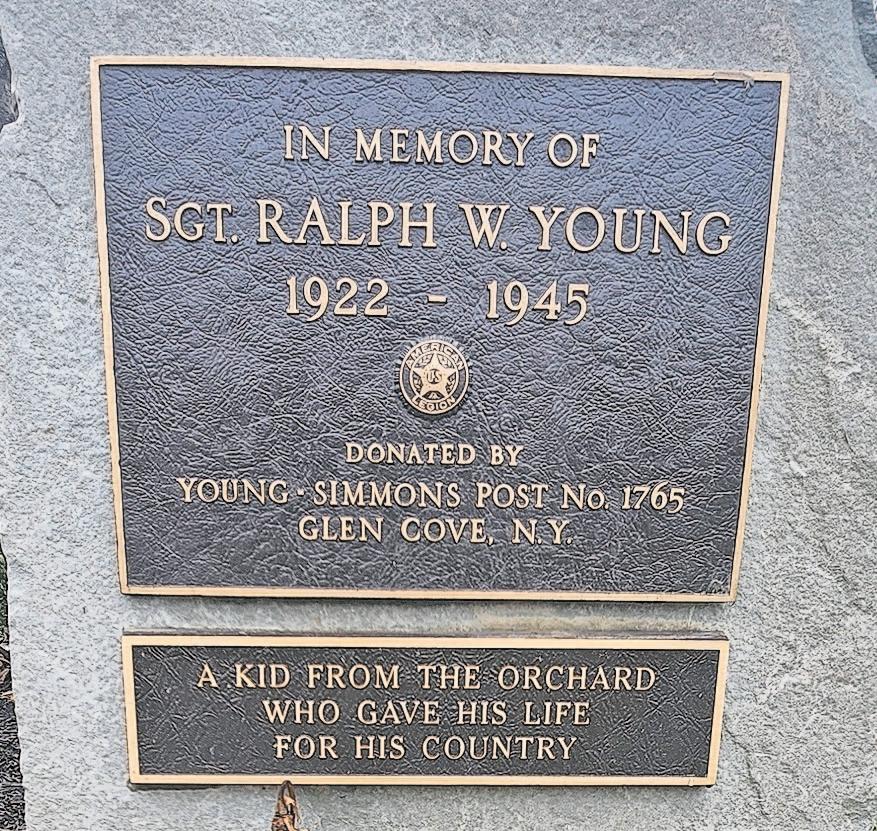 IN MEMORY OF
SGT. RALPH W. YOUNG
1922 - 1945
AMERICAN
US
LEGION
DONATED BY
YOUNG · SIMMONS POST NO. 1765
GLEN COVE, N.Y.
A KID FROM THE ORCHARD
WHO GAVE HIS LIFE
FOR HIS COUNTRY